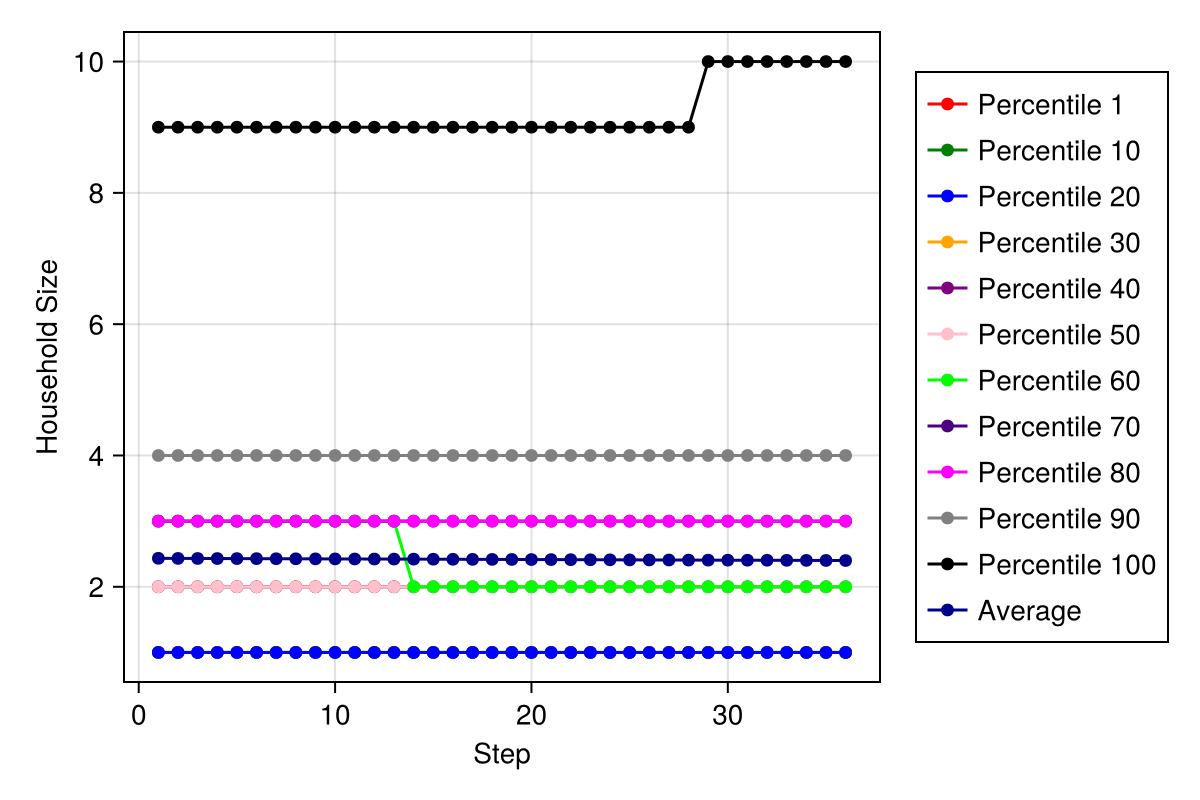 10
8
6
4
2
Household Size
0
10
20
30
Step
Percentile 1
Percentile 10
Percentile 20
Percentile 30
Percentile 40
Percentile 50
Percentile 60
Percentile 70
Percentile 80
Percentile 90
Percentile 100
Average